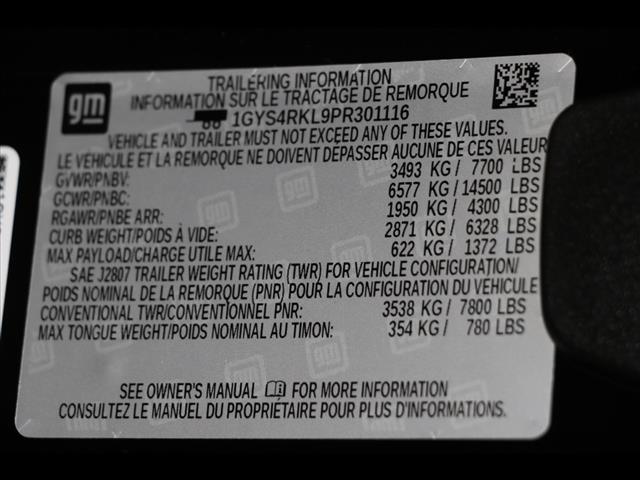 gm
TRAILERING INFORMATION
INFORMATION SUR LE TRACTAGE DE REMORQUE
1GYS4RKL9PR301116
VEHICLE AND TRAILER MUST NOT EXCEED ANY OF THESE VALUES.
LE VÉHICULE ET LA REMORQUE NE DOIVENT DÉPASSER AUCUNE DE CES VALEUR
GVWR/PNBV: 3493 KG / 7700 LBS
GCWR/PNBC: 6577 KG / 14500 LBS
RGAWR/PNBE ARR: 1950 KG / 4300 LBS
CURB WEIGHT/POIDS À VIDE: 2871 KG / 6328 LBS
MAX PAYLOAD/CHARGE UTILE MAX: 622 KG / 1372 LBS
SAE J2807 TRAILER WEIGHT RATING (TWR) FOR VEHICLE CONFIGURATION/
POIDS NOMINAL DE LA REMORQUE (PNR) POUR LA CONFIGURATION DU VEHICULE
CONVENTIONAL TWR/CONVENTIONNEL PNR: 3538 KG / 7800 LBS
MAX TONGUE WEIGHT/POIDS NOMINAL AU TIMON: 354 KG / 780 LBS
SEE OWNER'S MANUAL FOR MORE INFORMATION
CONSULTEZ LE MANUEL DU PROPRIÉTAIRE POUR PLUS D'INFORMATIONS.